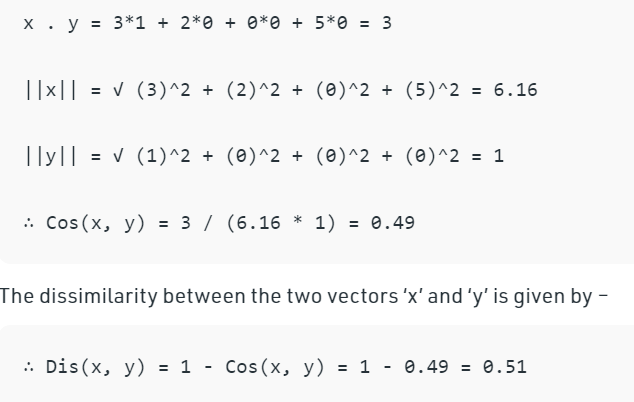 x . y = 3*1 + 2*0 + 0*0 + 5*0 = 3
||x|| = √ (3)^2 + (2)^2 + (0)^2 + (5)^2 = 6.16
||y|| = √ (1)^2 + (0)^2 + (0)^2 + (0)^2 = 1
∴ Cos(x, y) = 3 / (6.16 * 1) = 0.49
The dissimilarity between the two vectors ‘x’ and ‘y’ is given by –
∴ Dis(x, y) = 1 - Cos(x, y) = 1 - 0.49 = 0.51